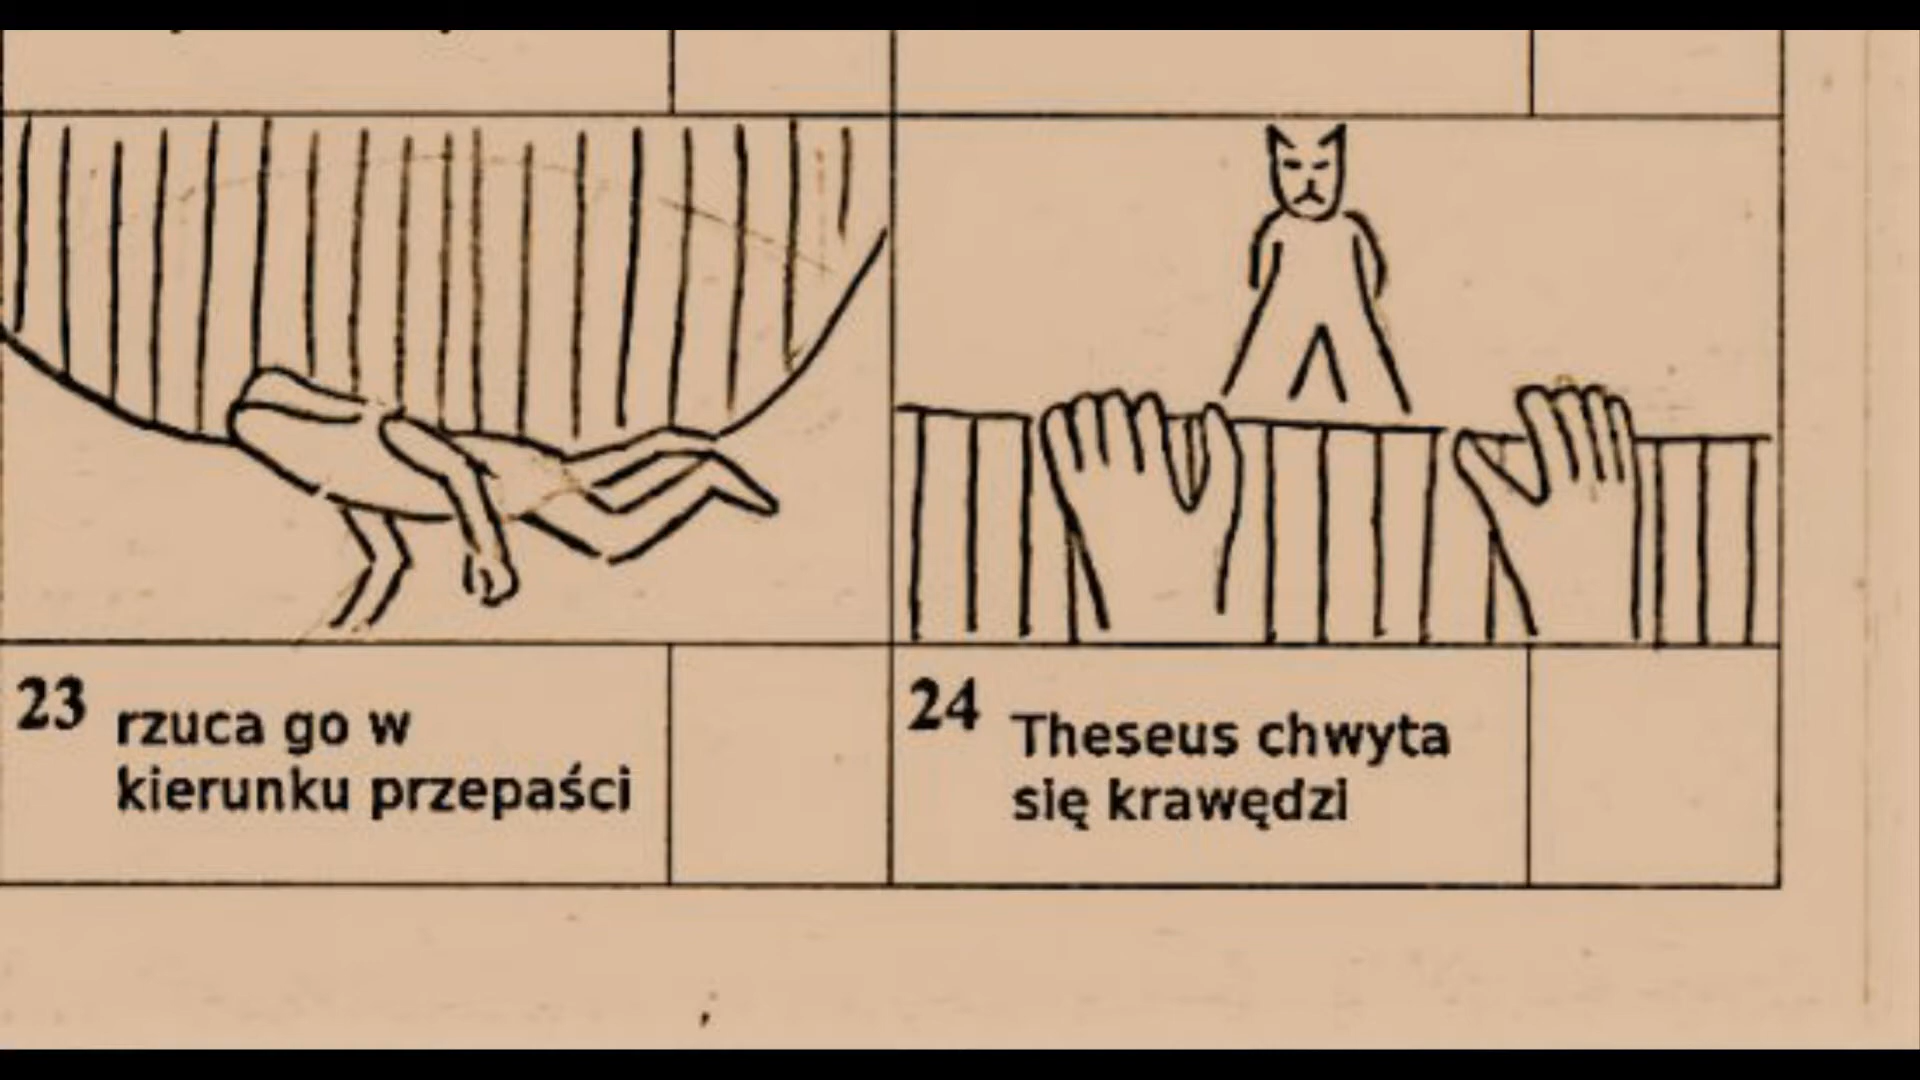 23 rzuca go w
kierunku przepaści
24 Theseus chwyta
się krawędzi